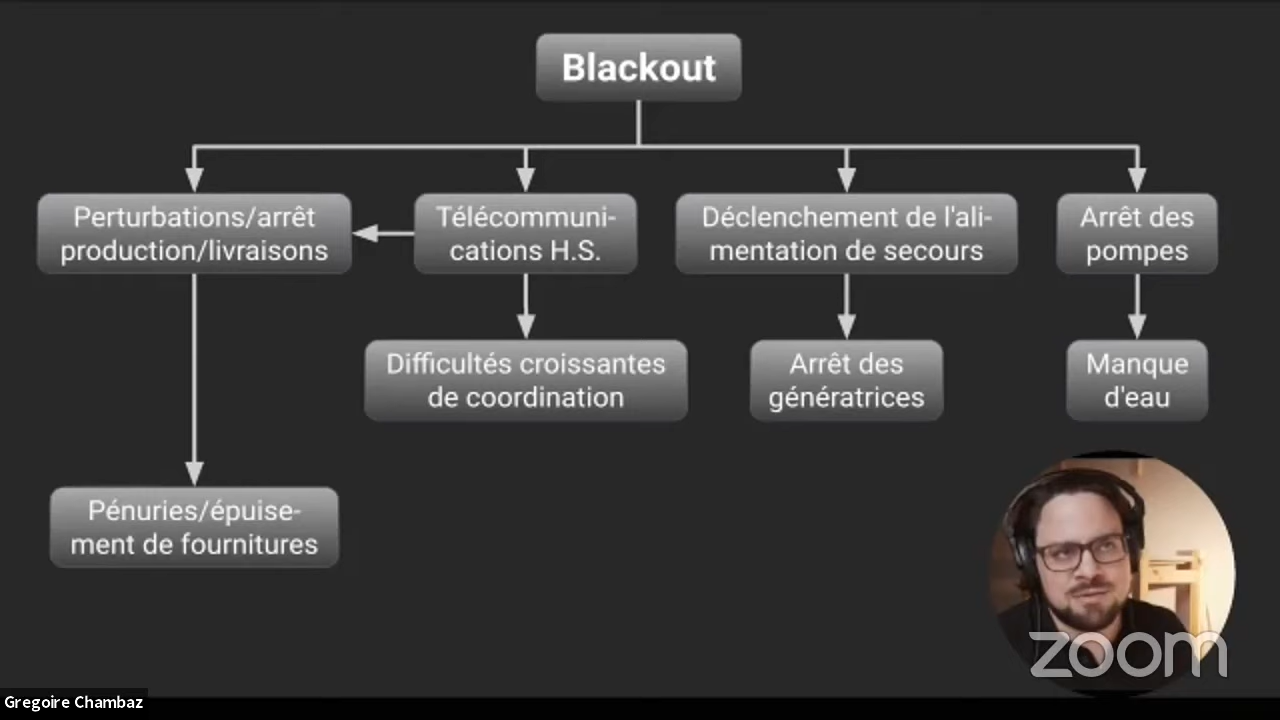 Blackout
Perturbations/arrêt
production/livraisons
Télécommuni-
cations H.S.
Déclenchement de l'ali-
mentation de secours
Arrêt des
pompes
Difficultés croissantes
de coordination
Arrêt des
génératrices
Manque
d'eau
Pénuries/épuise-
ment de fournitures
zoom
Gregoire Chambaz